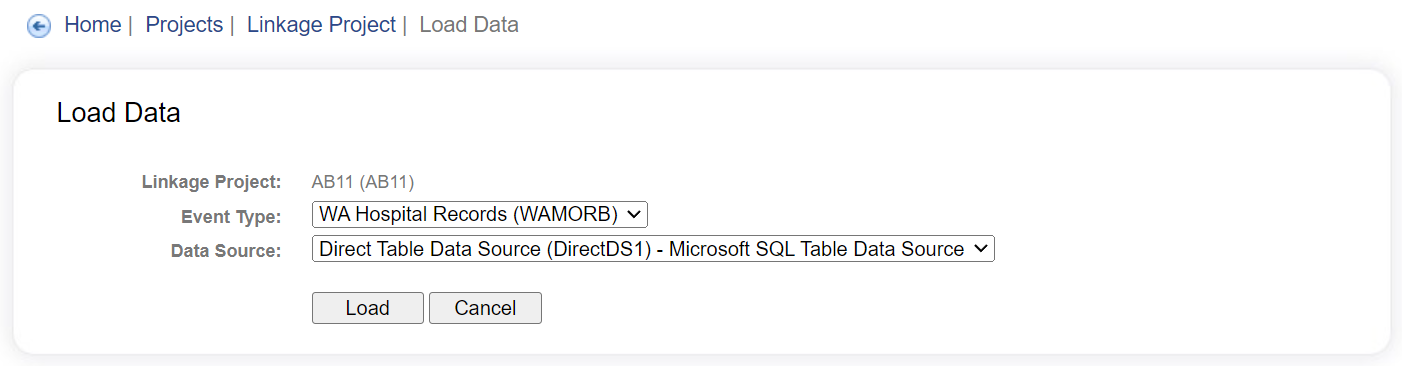 Home | Projects | Linkage Project | Load Data
Load Data
Linkage Project: AB11 (AB11)
Event Type: WA Hospital Records (WAMORB)
Data Source: Direct Table Data Source (DirectDS1) - Microsoft SQL Table Data Source
Load Cancel